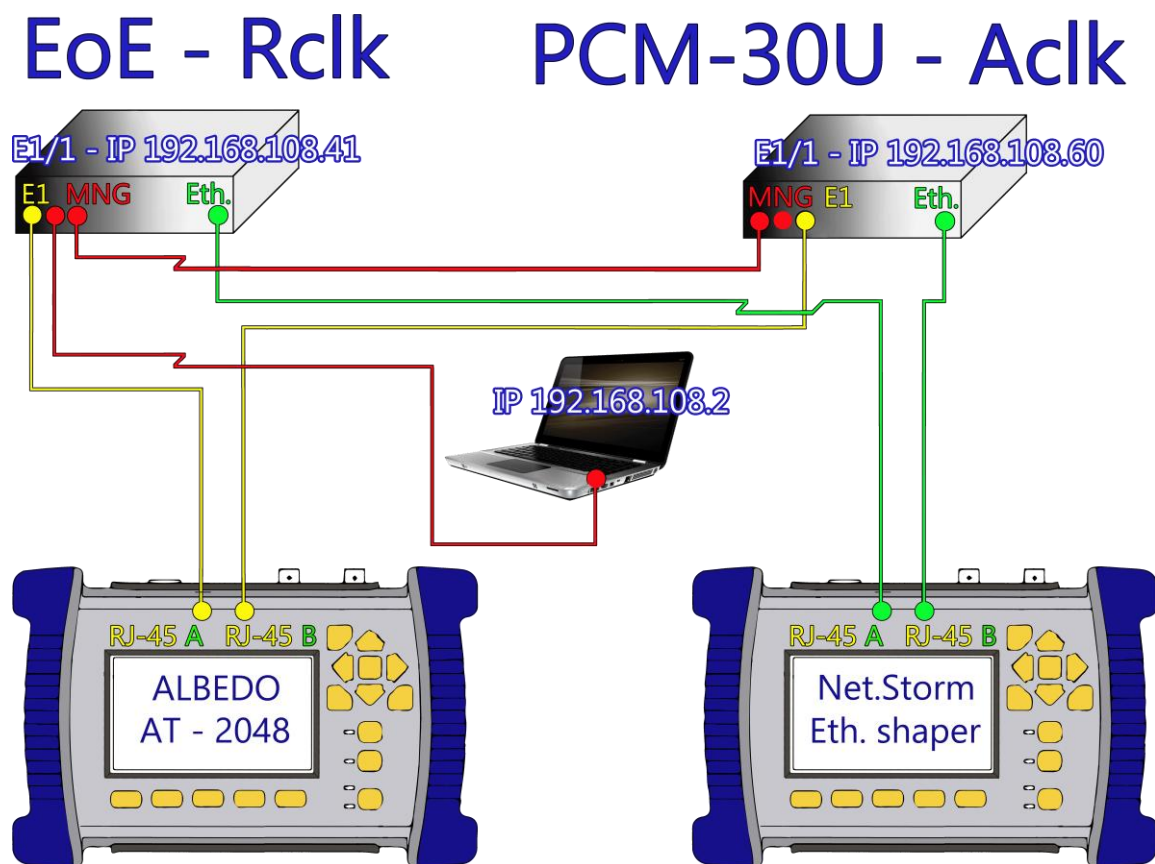 EoE - Rclk
PCM-30U - Aclk
E1/1 - IP 192.168.108.41
E1/1 - IP 192.168.108.60
E1 MNG Eth.
MNG E1 Eth.
IP 192.168.108.2
RJ-45 A RJ-45 B
RJ-45 A RJ-45 B
ALBEDO
AT - 2048
Net.Storm
Eth. shaper